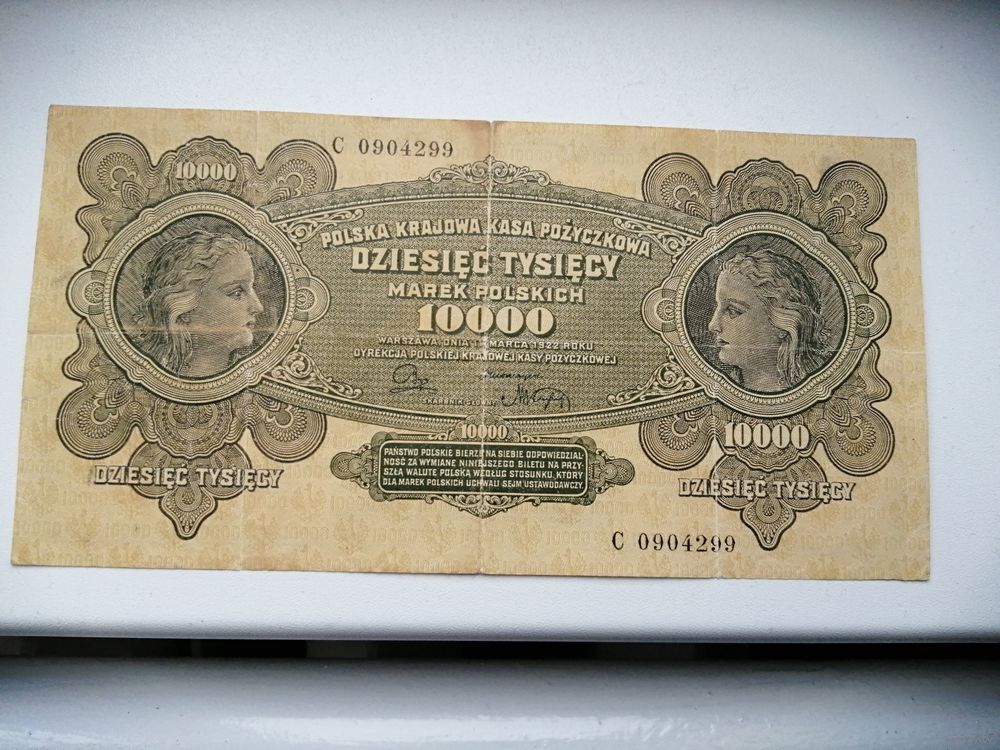 C 0904299
10000
POLSKA KRAJOWA KASA POŻYCZKOWA
DZIESIĘĆ TYSIĘCY
MAREK POLSKICH
10000
WARSZAWA, DNIA 11 MARCA 1922 ROKU
DYREKCJA POLSKIEJ KRAJOWEJ KASY POŻYCZKOWEJ
10000
10000
PAŃSTWO POLSKIE BIERZE NA SIEBIE ODPOWIEDZIAL-
NOŚĆ ZA WYMIANĘ NINIEJSZEGO BILETU NA PRZY-
SZŁĄ WALUTĘ POLSKĄ WEDŁUG STOSUNKU, KTÓRY
DLA MAREK POLSKICH UCHWALI SEJM USTAWODAWCZY.
DZIESIĘĆ TYSIĘCY
DZIESIĘĆ TYSIĘCY
C 0904299